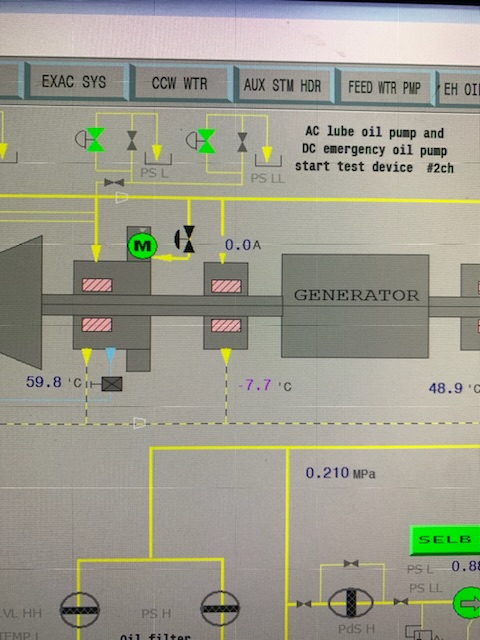 EXAC SYS
CCW WTR
AUX STM HDR
FEED WTR PMP
EH OI
AC lube oil pump and
DC emergency oil pump
start test device #2ch
PS L
PS LL
M
0.0A
GENERATOR
59.8 'C
-7.7 'C
48.9 'C
0.210 MPa
SELB
PS L
0.88
PS LL
VL HH
PS H
PdS H
TEMP L
Oil filter